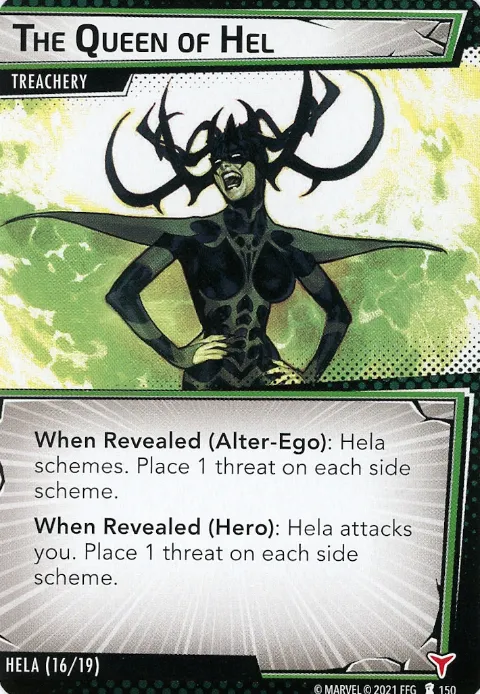 THE QUEEN OF HEL
TREACHERY
When Revealed (Alter-Ego): Hela
schemes. Place 1 threat on each side
scheme.
When Revealed (Hero): Hela attacks
you. Place 1 threat on each side
scheme.
HELA (16/19)
© MARVEL © 2021 FFG 150